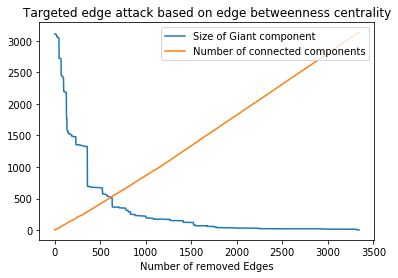 Targeted edge attack based on edge betweenness centrality
Size of Giant component
Number of connected components
3000
2500
2000
1500
1000
500
0
0 500 1000 1500 2000 2500 3000 3500
Number of removed Edges